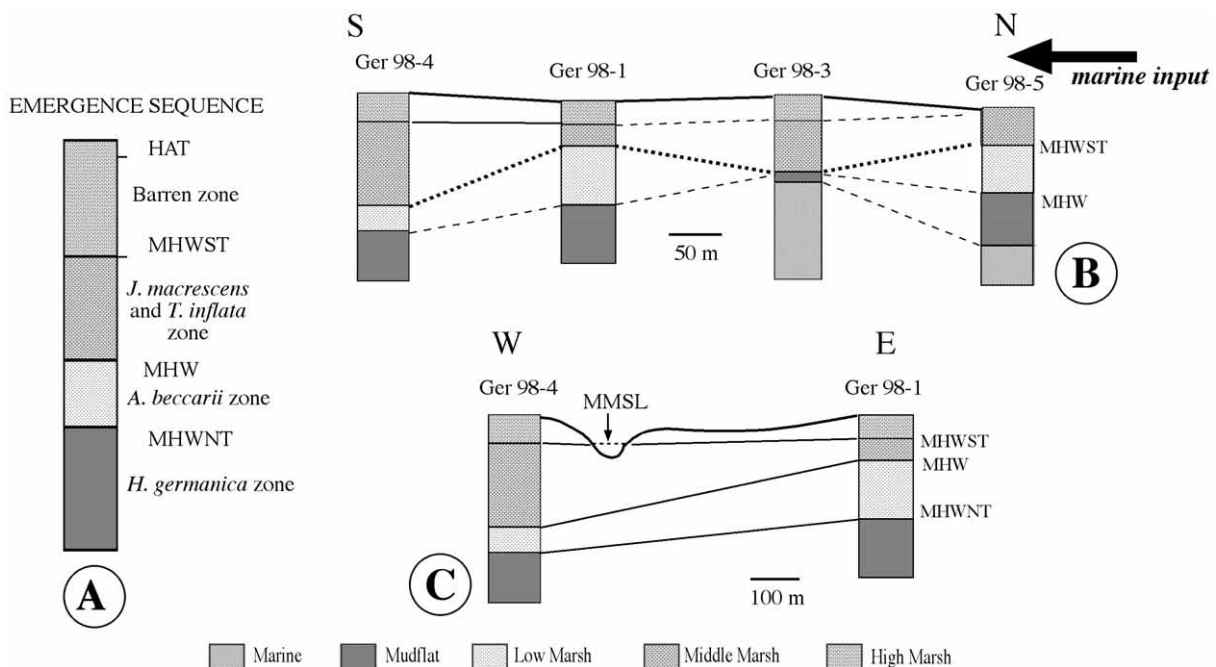 S
N
Ger 98-4
Ger 98-1
Ger 98-3
Ger 98-5
marine input
EMERGENCE SEQUENCE
HAT
Barren zone
MHWST
J. macrescens
and T. inflata
zone
MHW
A. beccarii zone
MHWNT
H. germanica zone
A
MHWST
MHW
50 m
B
W
E
Ger 98-4
Ger 98-1
MMSL
MHWST
MHW
MHWNT
C
100 m
Marine
Mudflat
Low Marsh
Middle Marsh
High Marsh